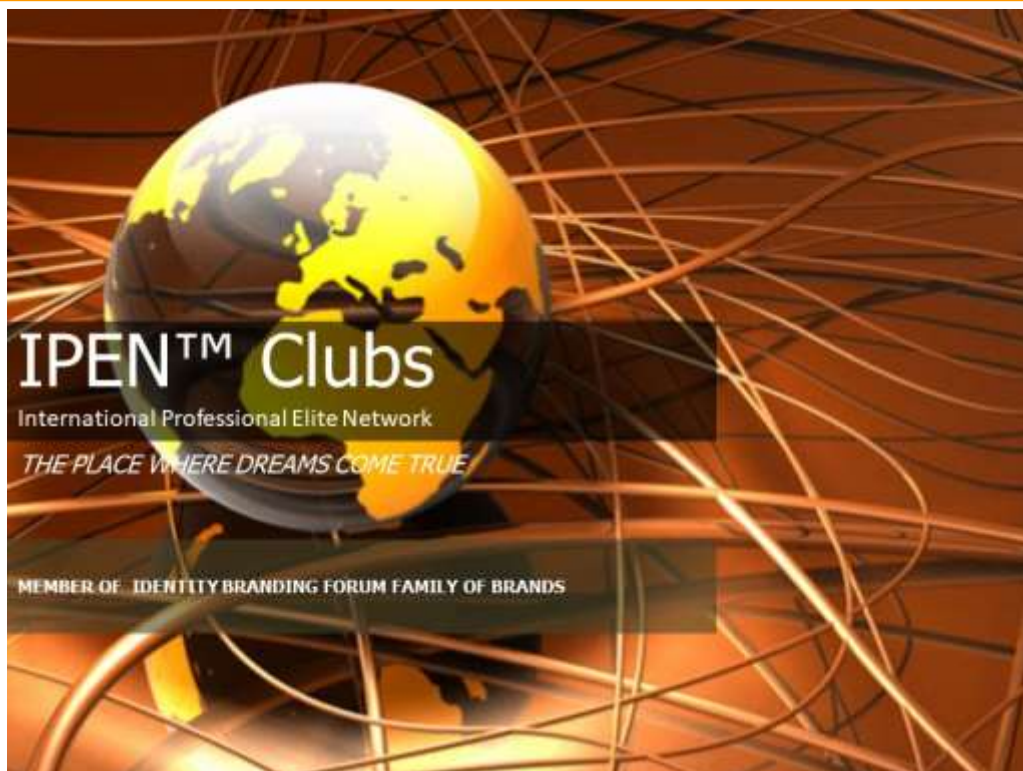 IPEN™ Clubs
International Professional Elite Network
THE PLACE WHERE DREAMS COME TRUE
MEMBER OF IDENTITY BRANDING FORUM FAMILY OF BRANDS